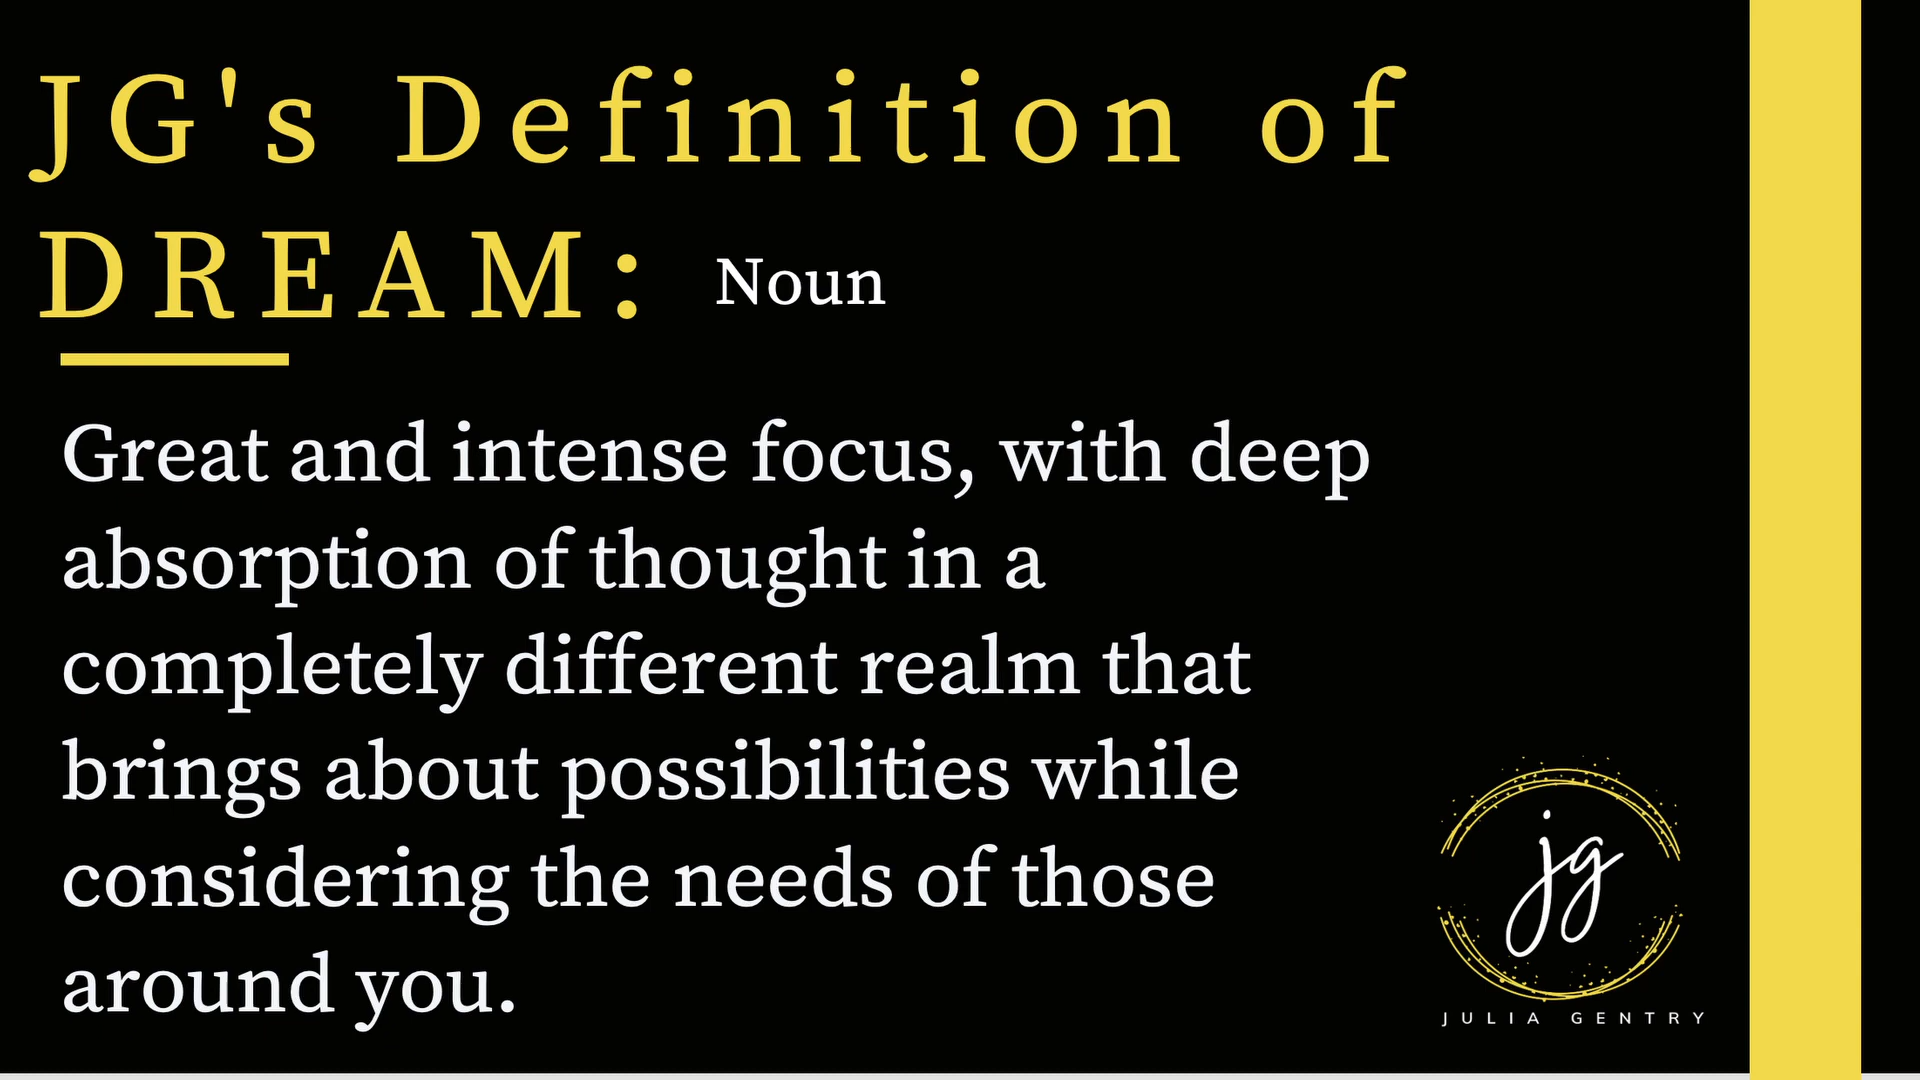 JG's Definition of
DREAM: Noun
Great and intense focus, with deep
absorption of thought in a
completely different realm that
brings about possibilities while
considering the needs of those
around you.
jg
JULIA GENTRY